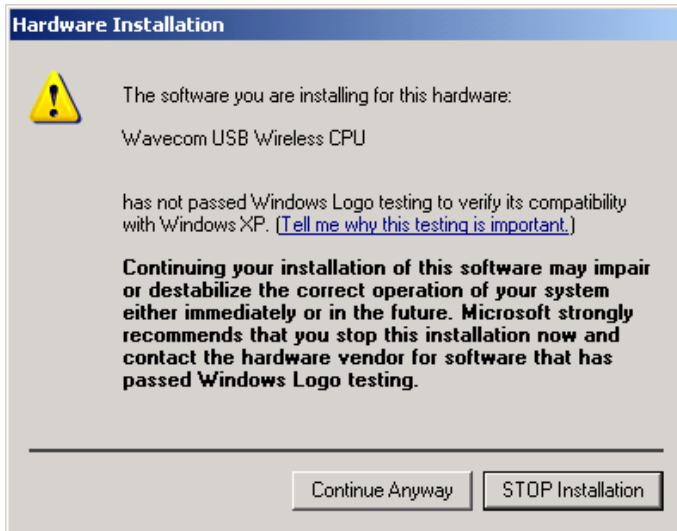 Hardware Installation
The software you are installing for this hardware:
Wavecom USB Wireless CPU
has not passed Windows Logo testing to verify its compatibility
with Windows XP. (Tell me why this testing is important.)
Continuing your installation of this software may impair
or destabilize the correct operation of your system
either immediately or in the future. Microsoft strongly
recommends that you stop this installation now and
contact the hardware vendor for software that has
passed Windows Logo testing.
Continue Anyway
STOP Installation